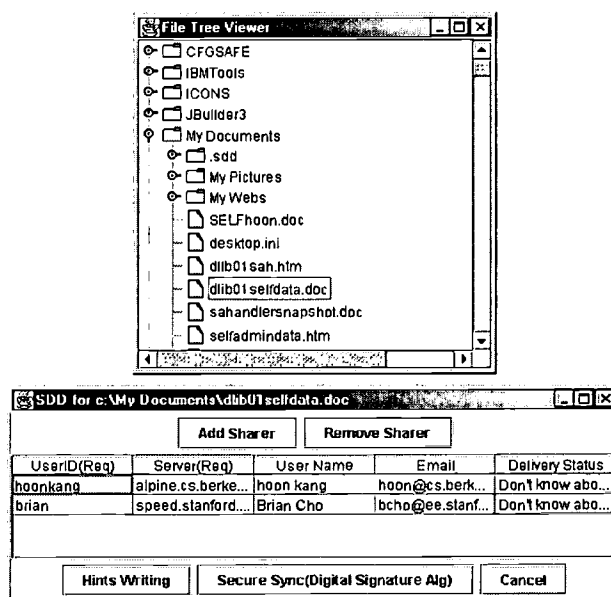 File Tree Viewer
CFGSAFE
IBMTools
ICONS
JBuilder3
My Documents
.sdd
My Pictures
My Webs
SELFhoon.doc
desktop.ini
dlib01sah.htm
dlib01selfdata.doc
sahandlersnapshot.doc
selfadmindata.htm
SDD for c:\My Documents\dlib01selfdata.doc
Add Sharer Remove Sharer
UserID(Req) Server(Req) User Name Email Delivery Status
hoonkang alpine.cs.berke... hoon kang hoon@cs.berk... Don't know abo...
brian speed.stanford.... Brian Cho bcho@ee.stanf... Don't know abo...
Hints Writing Secure Sync(Digital Signature Alg) Cancel